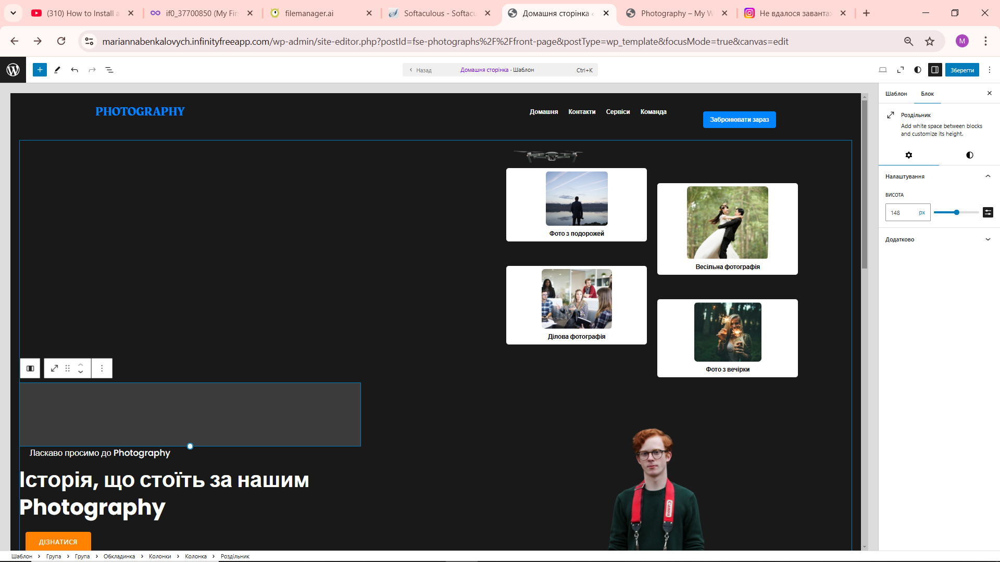 (310) How to Install a
if0_37700850 (My Fir
filemanager.ai
Softaculous - Softacu
Домашня сторінка ‹
Photography – My W
Не вдалося завантаж
mariannabenkalovych.infinityfreeapp.com/wp-admin/site-editor.php?postId=fse-photographs%2F%2Ffront-page&postType=wp_template&focusMode=true&canvas=edit
M
Назад
Домашня сторінка · Шаблон
Ctrl+K
Зберегти
PHOTOGRAPHY
Домашня
Контакти
Сервіси
Команда
Забронювати зараз
Фото з подорожей
Весільна фотографія
Ділова фотографія
Фото з вечірки
Ласкаво просимо до Photography
Історія, що стоїть за нашим
Photography
ДІЗНАТИСЯ
Canon
Шаблон
Блок
Роздільник
Add white space between blocks
and customize its height.
Налаштування
ВИСОТА
148
px
Додатково
Шаблон > Група > Група > Обкладинка > Колонки > Колонка > Роздільник